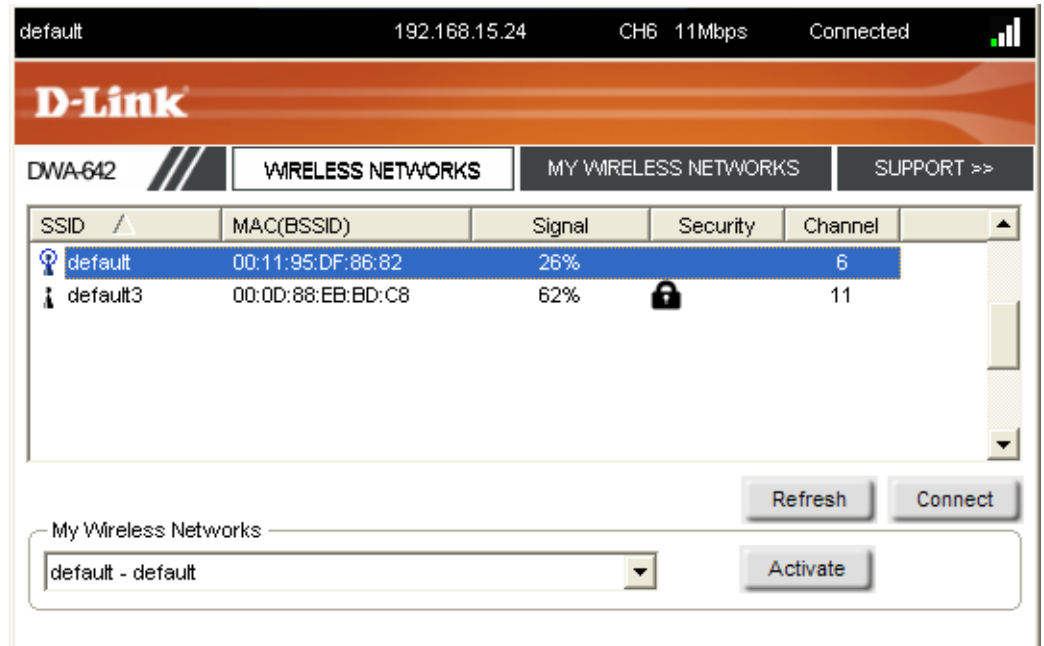 default 192.168.15.24 CH6 11Mbps Connected
D-Link
DWA-642 WIRELESS NETWORKS MY WIRELESS NETWORKS SUPPORT >>
SSID MAC(BSSID) Signal Security Channel
default 00:11:95:DF:86:82 26% 6
default3 00:0D:88:EB:BD:C8 62% 11
Refresh Connect
My Wireless Networks
default - default Activate